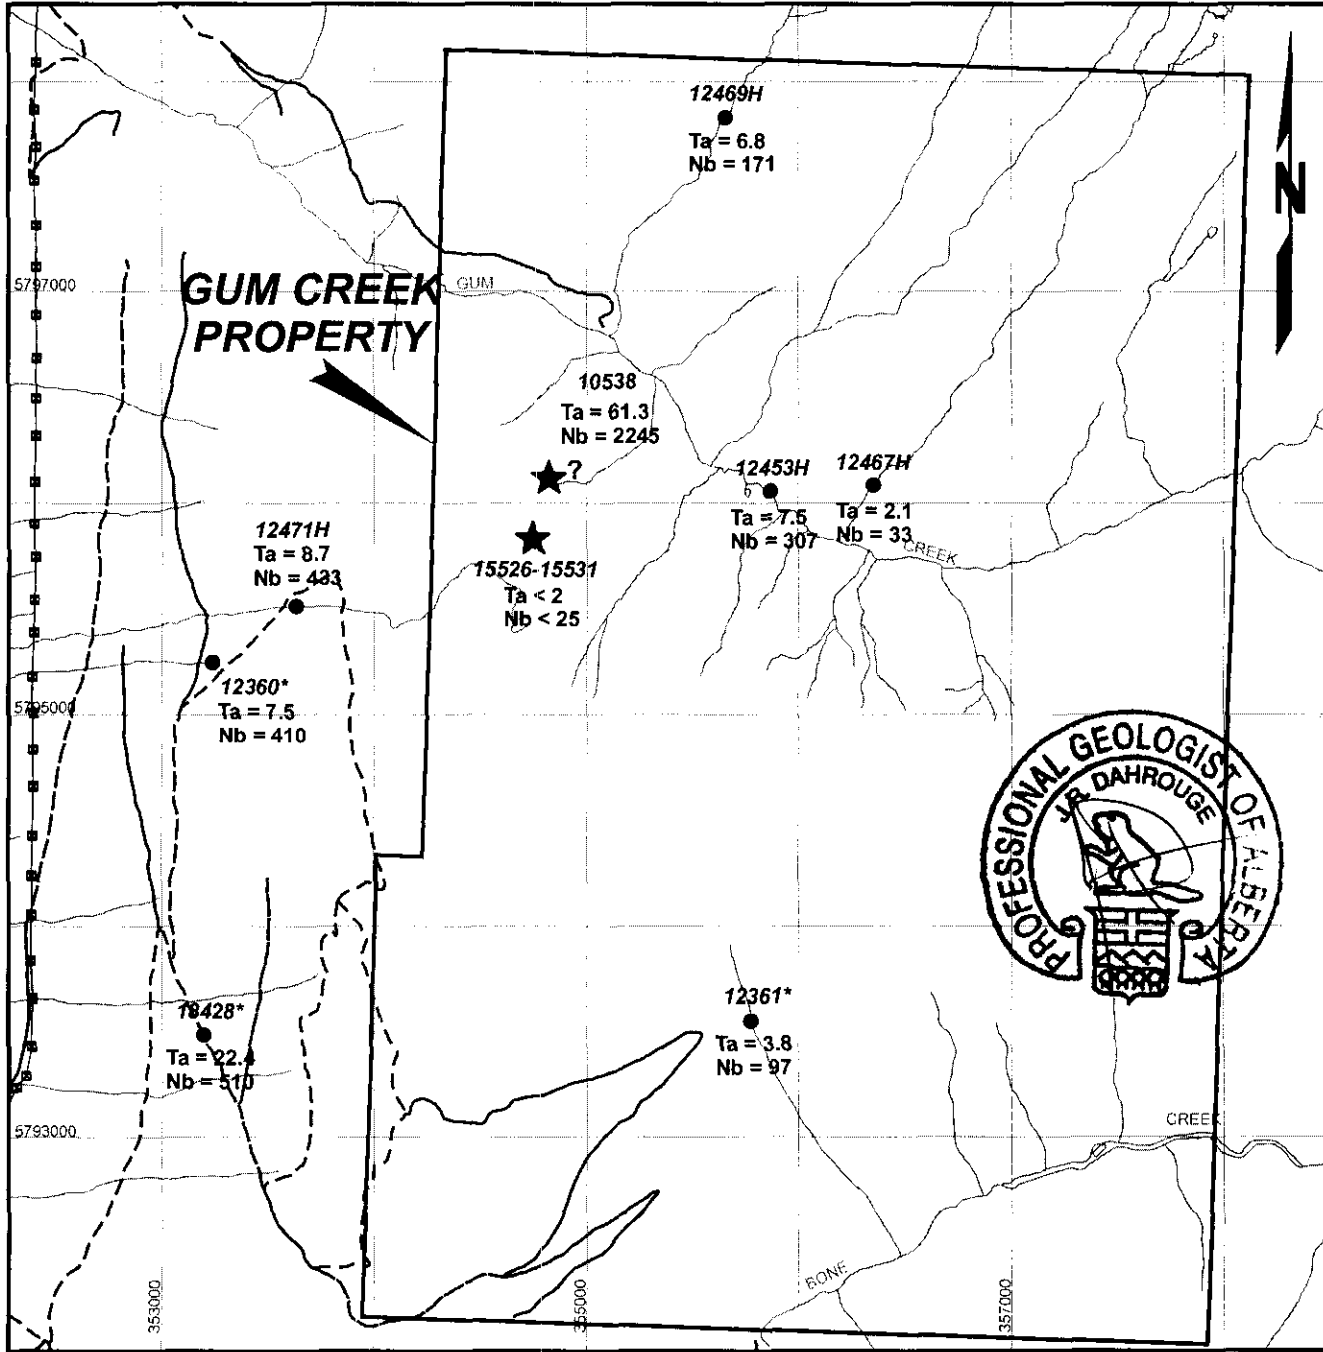 12469H
Ta = 6.8
Nb = 171
N
5797000
GUM CREEK
PROPERTY
GUM
10538
Ta = 61.3
Nb = 2245
?
12453H
Ta = 7.5
Nb = 307
12467H
Ta = 2.1
Nb = 33
CREEK
12471H
Ta = 8.7
Nb = 433
15526-15531
Ta < 2
Nb < 25
12360*
Ta = 7.5
Nb = 410
5795000
PROFESSIONAL GEOLOGIST OF ALBERTA
J.R. DAHROUGE
18428*
Ta = 22.4
Nb = 510
12361*
Ta = 3.8
Nb = 97
5793000
CREEK
BONE
353000
355000
357000